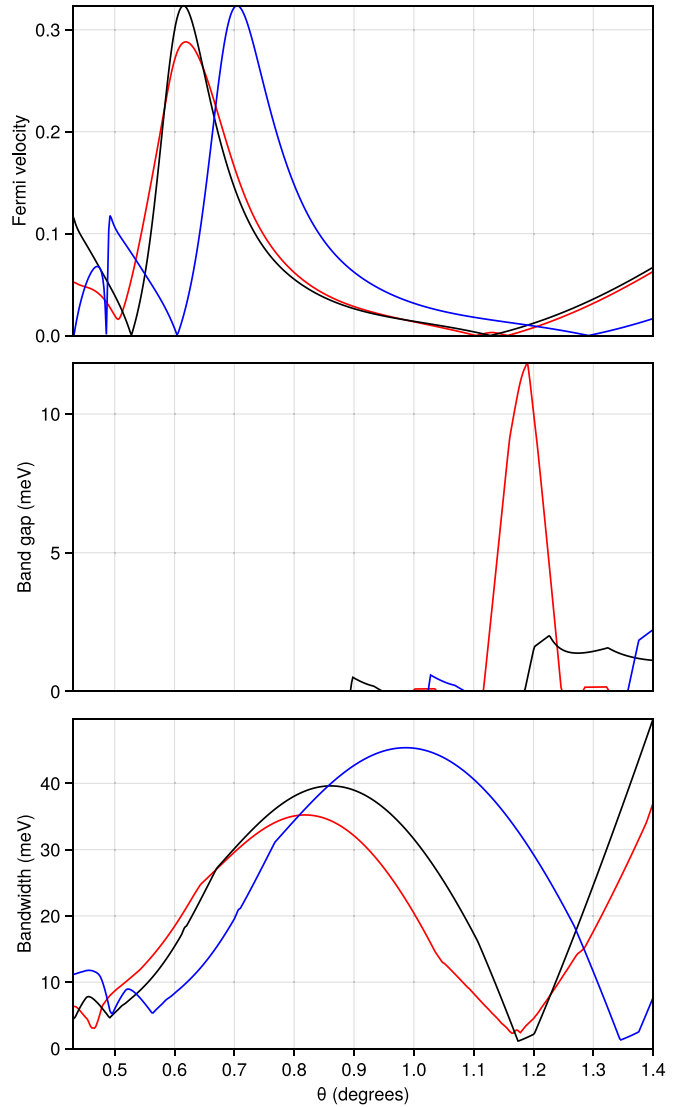 0.3
0.2
0.1
0.0
Fermi velocity
10
5
0
Band gap (meV)
40
30
20
10
0
Bandwidth (meV)
0.5 0.6 0.7 0.8 0.9 1.0 1.1 1.2 1.3 1.4
θ (degrees)